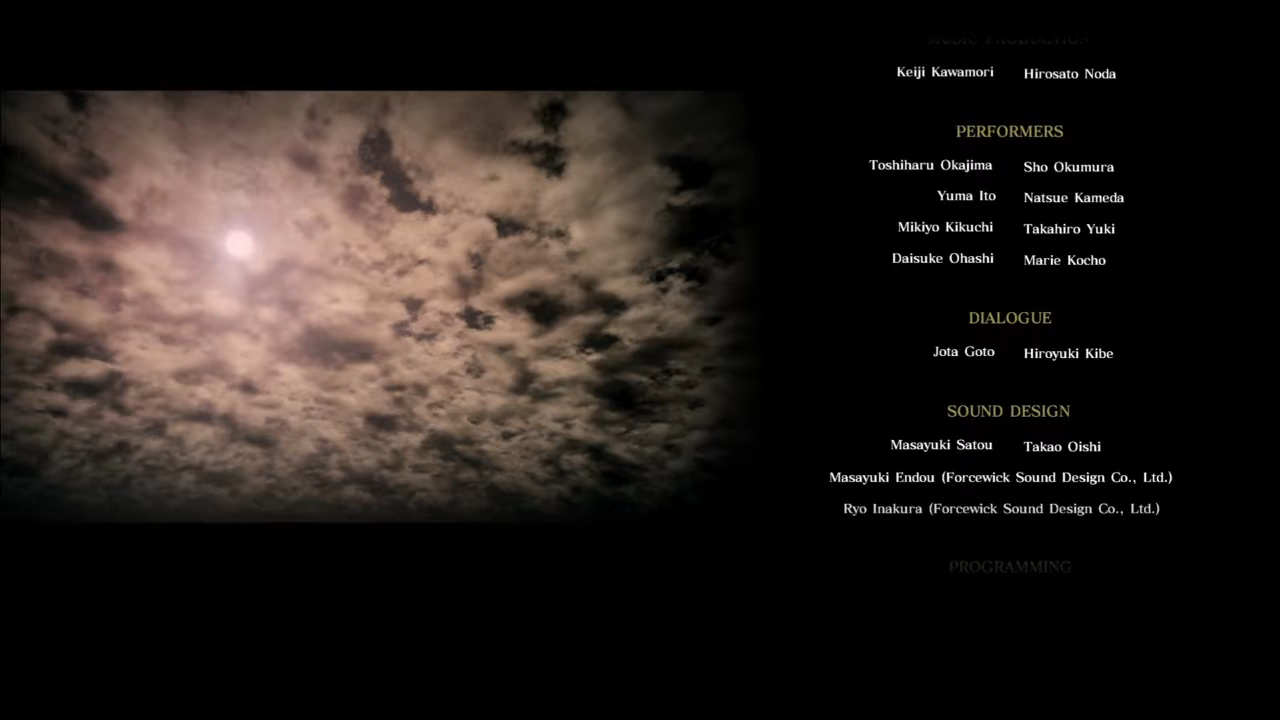 MUSIC PRODUCTION
Keiji Kawamori Hirosato Noda
PERFORMERS
Toshiharu Okajima Sho Okumura
Yuma Ito Natsue Kameda
Mikiyo Kikuchi Takahiro Yuki
Daisuke Ohashi Marie Kocho
DIALOGUE
Jota Goto Hiroyuki Kibe
SOUND DESIGN
Masayuki Satou Takao Oishi
Masayuki Endou (Forcewick Sound Design Co., Ltd.)
Ryo Inakura (Forcewick Sound Design Co., Ltd.)
PROGRAMMING